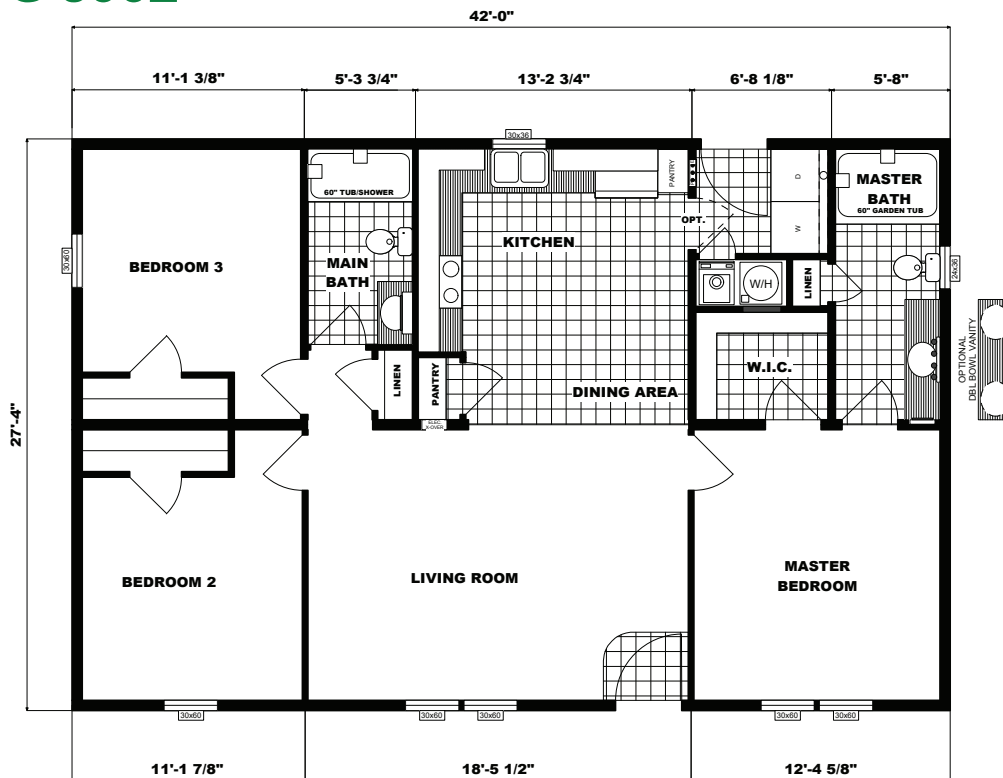 42'-0"
11'-1 3/8"
5'-3 3/4"
13'-2 3/4"
6'-8 1/8"
5'-8"
27'-4"
30x36
60" TUB/SHOWER
PANTRY
D
W
OPT.
MASTER
BATH
60" GARDEN TUB
30x60
BEDROOM 3
MAIN
BATH
KITCHEN
W/H
LINEN
24x36
OPTIONAL
DBL BOWL VANITY
W.I.C.
LINEN
PANTRY
DINING AREA
ELEC.
X-OVER
BEDROOM 2
LIVING ROOM
MASTER
BEDROOM
30x60
30x60
30x60
30x60
30x60
11'-1 7/8"
18'-5 1/2"
12'-4 5/8"